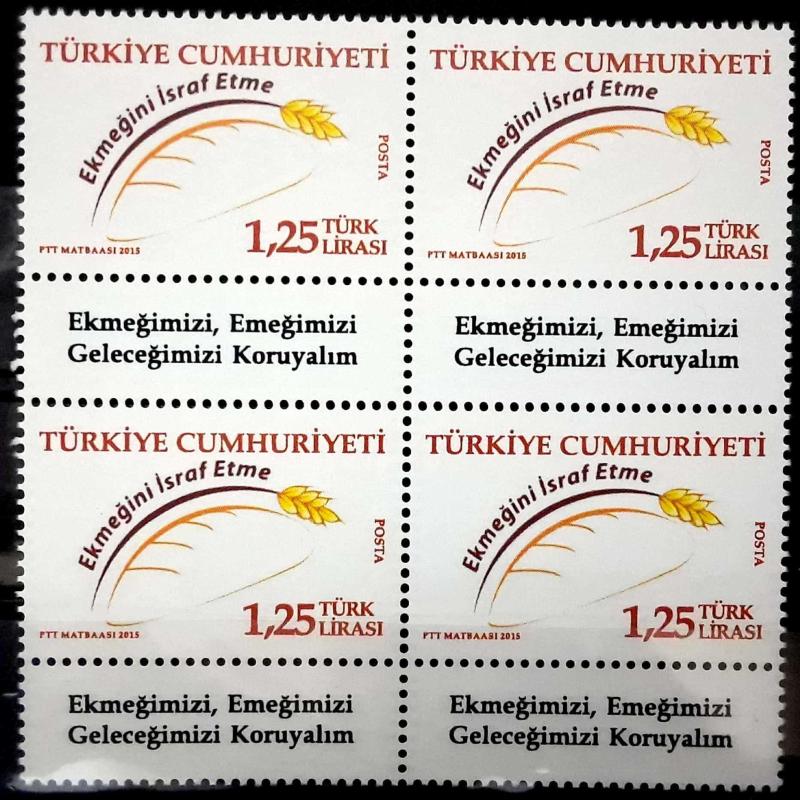 TÜRKİYE CUMHURİYETİ
Ekmeğini İsraf Etme
POSTA
1,25 TÜRK LİRASI
PTT MATBAASI 2015
TÜRKİYE CUMHURİYETİ
Ekmeğini İsraf Etme
POSTA
1,25 TÜRK LİRASI
PTT MATBAASI 2015
Ekmeğimizi, Emeğimizi
Geleceğimizi Koruyalım
Ekmeğimizi, Emeğimizi
Geleceğimizi Koruyalım
TÜRKİYE CUMHURİYETİ
Ekmeğini İsraf Etme
POSTA
1,25 TÜRK LİRASI
PTT MATBAASI 2015
TÜRKİYE CUMHURİYETİ
Ekmeğini İsraf Etme
POSTA
1,25 TÜRK LİRASI
PTT MATBAASI 2015
Ekmeğimizi, Emeğimizi
Geleceğimizi Koruyalım
Ekmeğimizi, Emeğimizi
Geleceğimizi Koruyalım